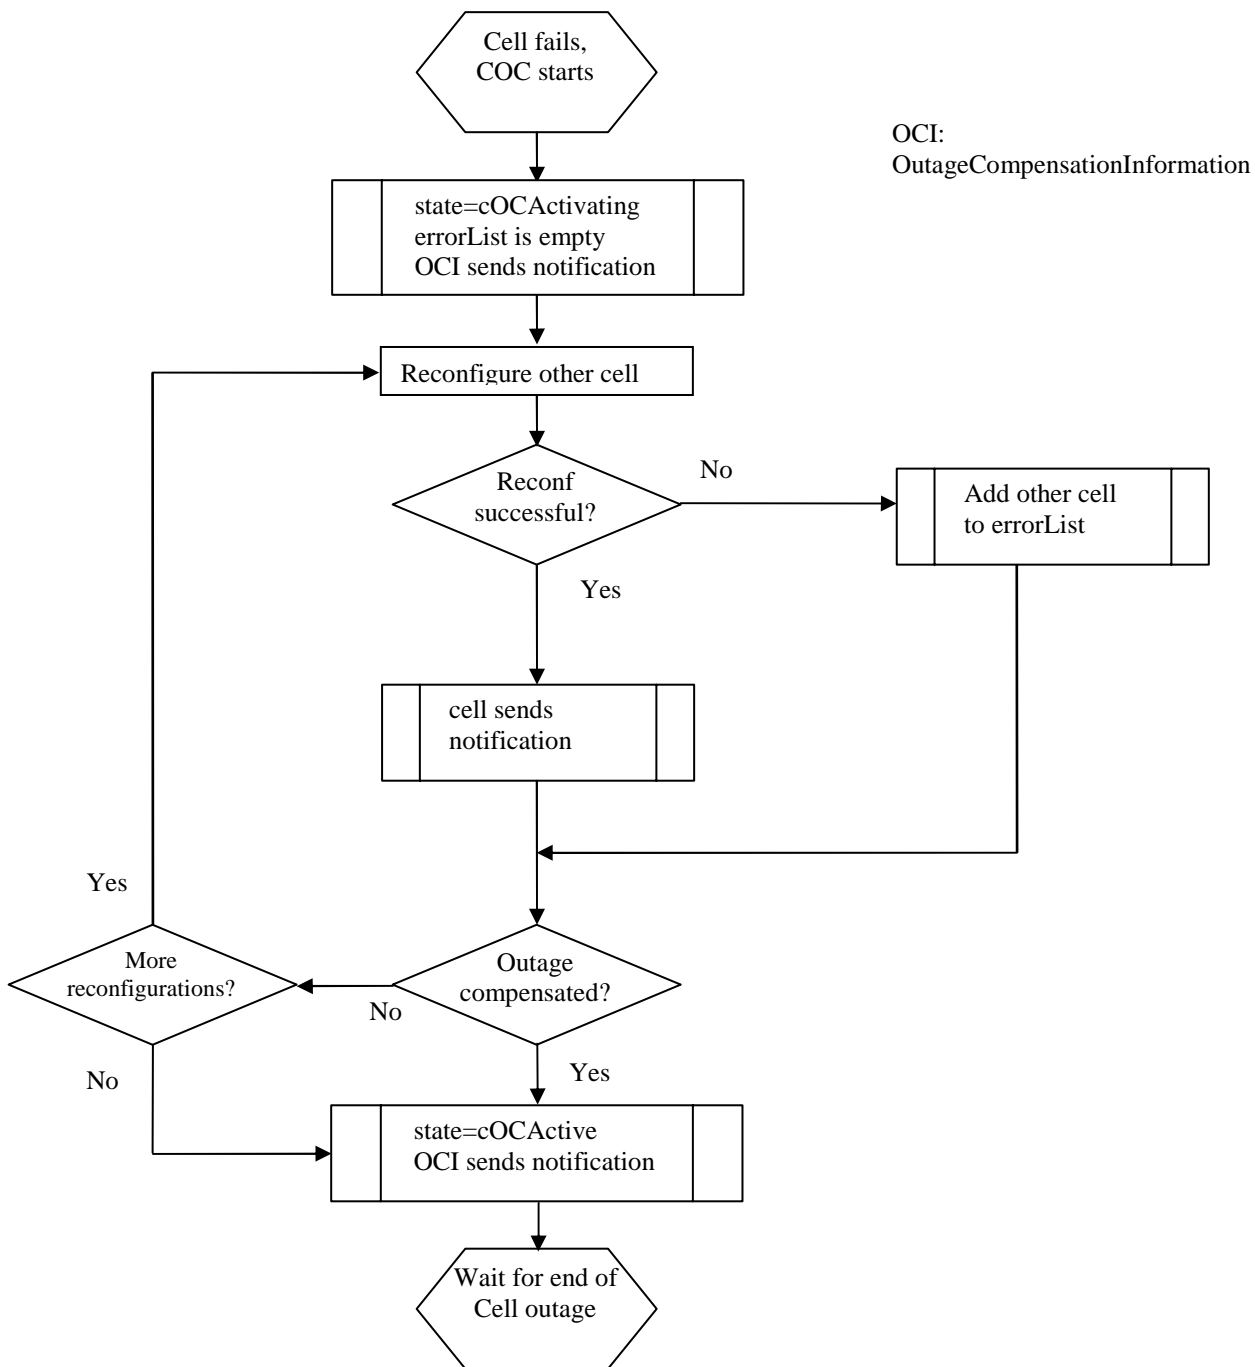 Cell fails,
COC starts
OCI:
OutageCompensationInformation
state=cOCActivating
errorList is empty
OCI sends notification
Reconfigure other cell
Reconf
successful?
No
Add other cell
to errorList
Yes
cell sends
notification
Yes
More
reconfigurations?
Outage
compensated?
No
No
Yes
state=cOCActive
OCI sends notification
Wait for end of
Cell outage